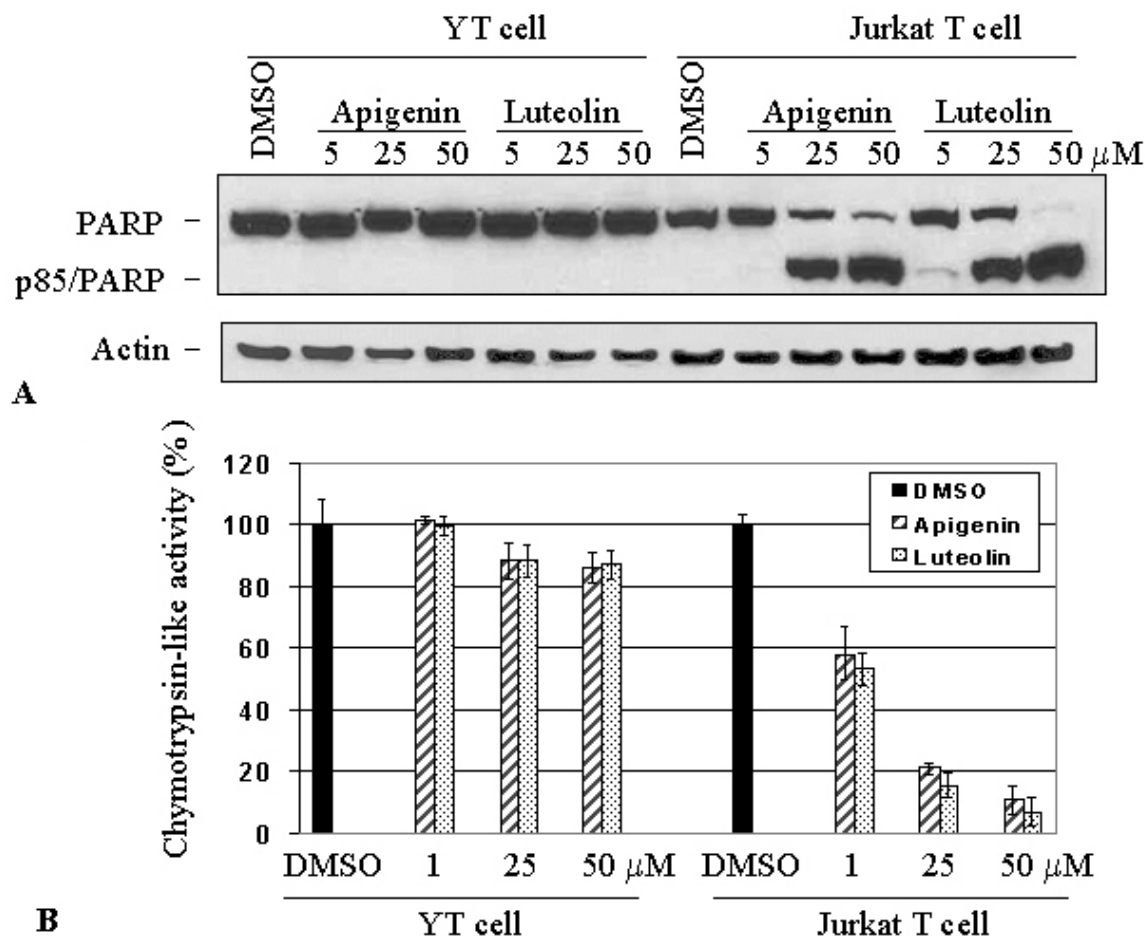 YT cell Jurkat T cell
DMSO Apigenin Luteolin DMSO Apigenin Luteolin
5 25 50 5 25 50 5 25 50 5 25 50 μM
PARP –
p85/PARP –
Actin –
A
Chymotrypsin-like activity (%)
120
100
80
60
40
20
0
DMSO
Apigenin
Luteolin
DMSO 1 25 50 μM DMSO 1 25 50 μM
YT cell Jurkat T cell
B